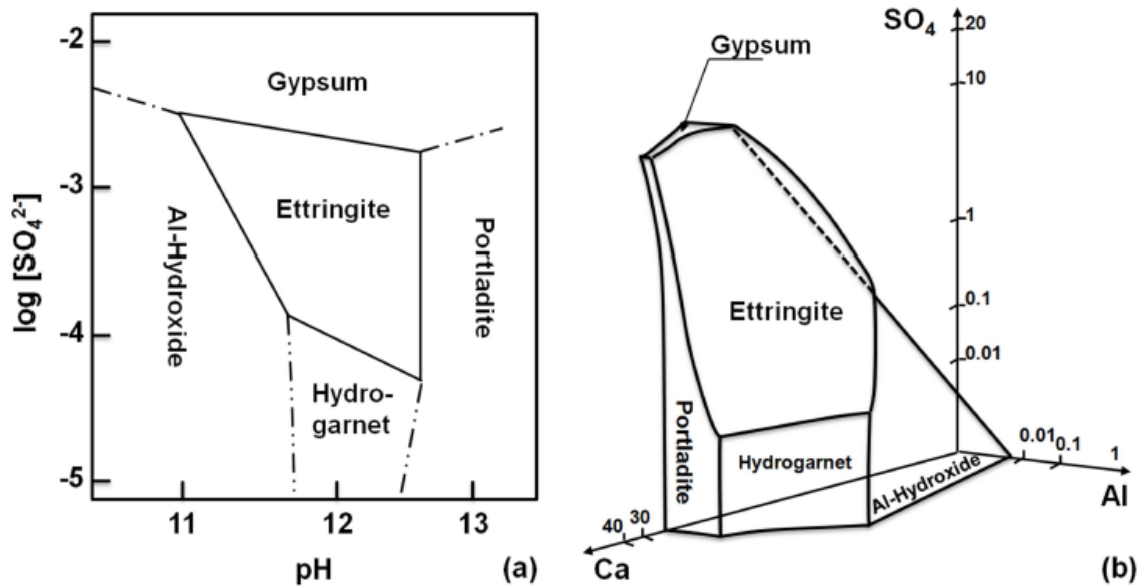 -2
-3
-4
-5
log [SO₄²⁻]
Gypsum
Ettringite
Al-Hydroxide
Portladite
Hydro-
garnet
11
12
13
pH
(a)
SO₄
20
10
1
0.1
0.01
Gypsum
Ettringite
Portladite
Hydrogarnet
Al-Hydroxide
0.01
0.1
1
Al
40
30
Ca
(b)